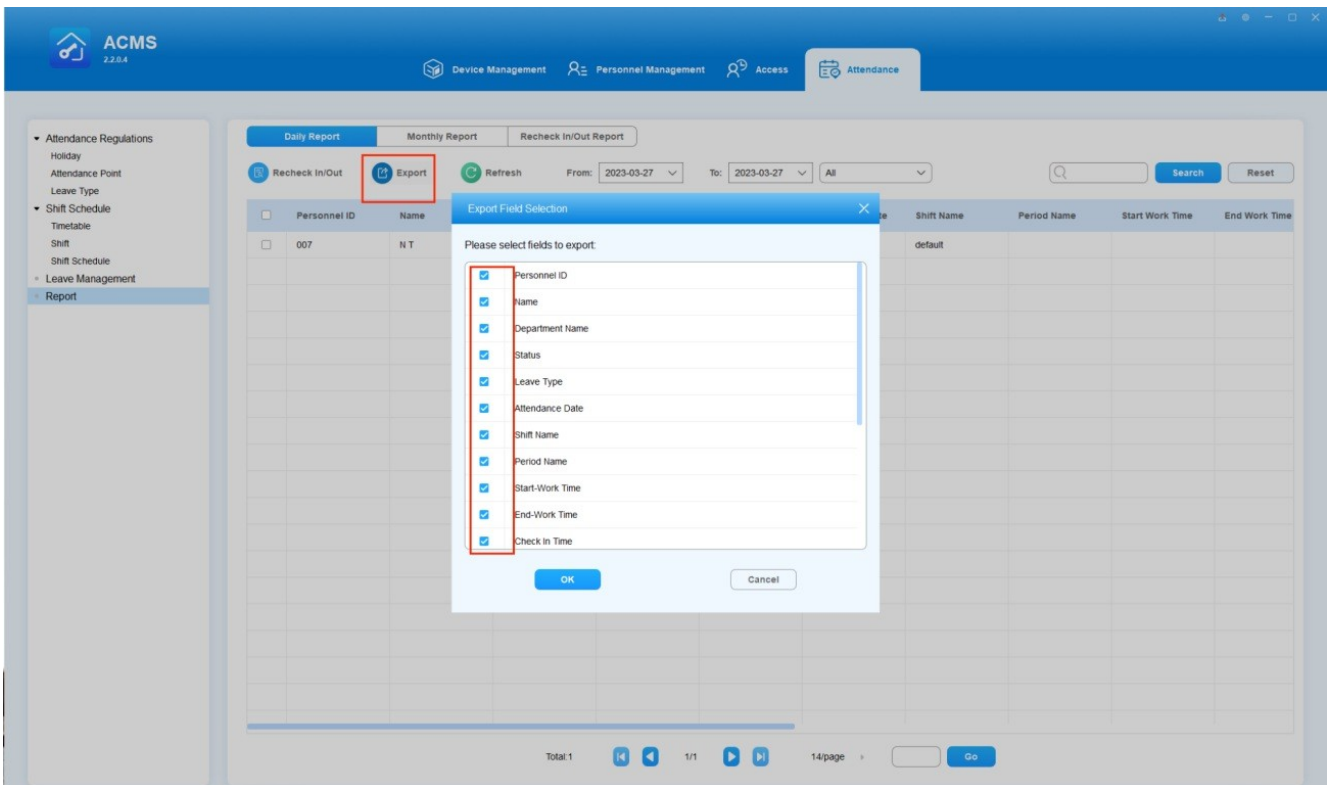 ACMS
2.2.0.4
Device Management Personnel Management Access Attendance
Attendance Regulations
Holiday
Attendance Point
Leave Type
Shift Schedule
Timetable
Shift
Shift Schedule
Leave Management
Report
Daily Report Monthly Report Recheck In/Out Report
Recheck In/Out Export Refresh From: 2023-03-27 To: 2023-03-27 All Search Reset
Personnel ID Name Shift Name Period Name Start Work Time End Work Time
007 N T default
Export Field Selection
Please select fields to export:
Personnel ID
Name
Department Name
Status
Leave Type
Attendance Date
Shift Name
Period Name
Start-Work Time
End-Work Time
Check In Time
OK Cancel
Total:1 1/1 14/page Go